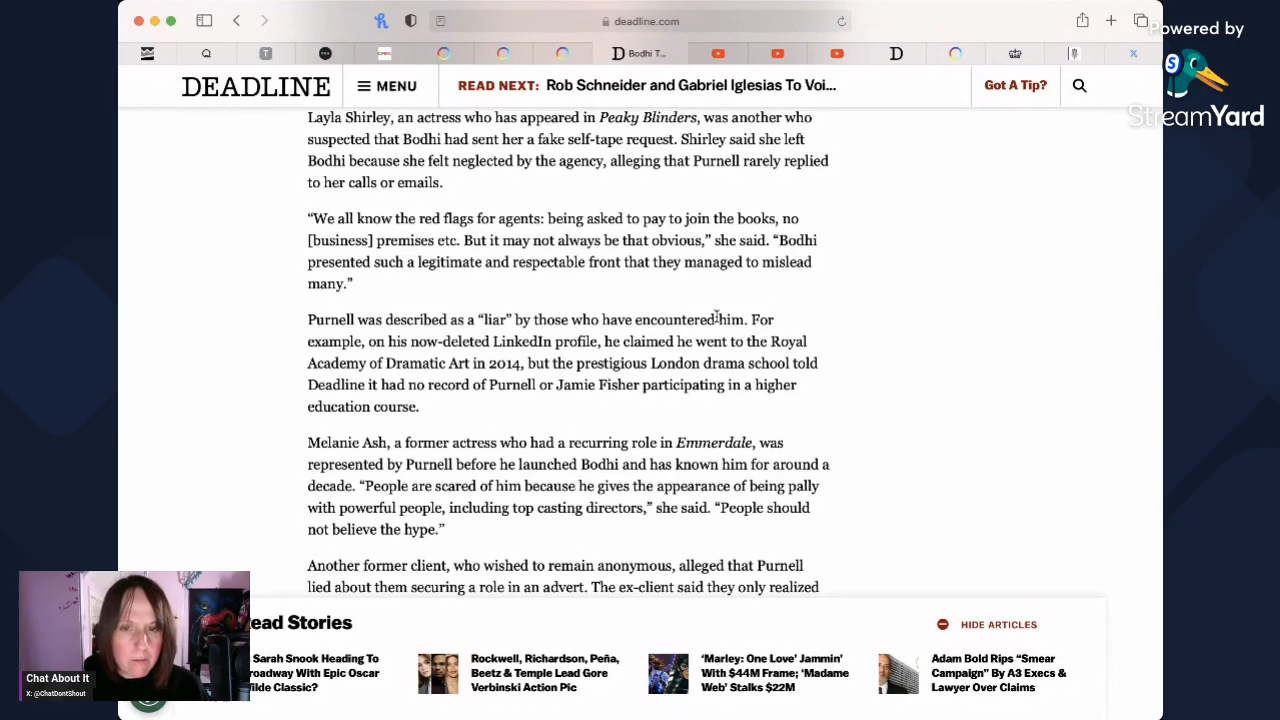 deadline.com
Powered by
StreamYard
T
D
Bodhi T...
D
X
DEADLINE
MENU
READ NEXT: Rob Schneider and Gabriel Iglesias To Voi...
Got A Tip?
Layla Shirley, an actress who has appeared in Peaky Blinders, was another who
suspected that Bodhi had sent her a fake self-tape request. Shirley said she left
Bodhi because she felt neglected by the agency, alleging that Purnell rarely replied
to her calls or emails.
“We all know the red flags for agents: being asked to pay to join the books, no
[business] premises etc. But it may not always be that obvious,” she said. “Bodhi
presented such a legitimate and respectable front that they managed to mislead
many.”
Purnell was described as a “liar” by those who have encountered him. For
example, on his now-deleted LinkedIn profile, he claimed he went to the Royal
Academy of Dramatic Art in 2014, but the prestigious London drama school told
Deadline it had no record of Purnell or Jamie Fisher participating in a higher
education course.
Melanie Ash, a former actress who had a recurring role in Emmerdale, was
represented by Purnell before he launched Bodhi and has known him for around a
decade. “People are scared of him because he gives the appearance of being pally
with powerful people, including top casting directors,” she said. “People should
not believe the hype.”
Another former client, who wished to remain anonymous, alleged that Purnell
lied about them securing a role in an advert. The ex-client said they only realized
ead Stories
HIDE ARTICLES
Sarah Snook Heading To
roadway With Epic Oscar
ilde Classic?
Rockwell, Richardson, Peña,
Beetz & Temple Lead Gore
Verbinski Action Pic
‘Marley: One Love’ Jammin’
With $44M Frame; ‘Madame
Web’ Stalks $22M
Adam Bold Rips “Smear
Campaign” By A3 Execs &
Lawyer Over Claims
Chat About It
X: @ChatDontShout